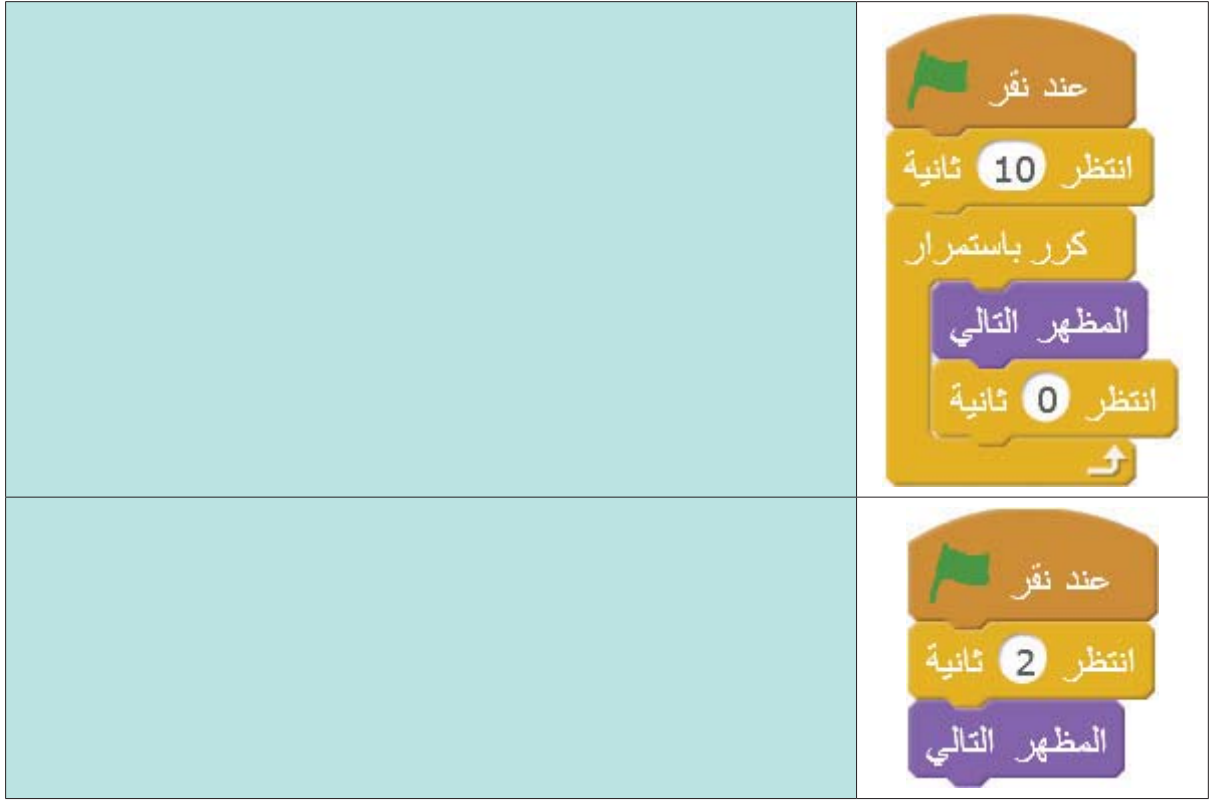 عند نقر
انتظر 10 ثانية
كرر باستمرار
المظهر التالي
انتظر 0 ثانية
عند نقر
انتظر 2 ثانية
المظهر التالي